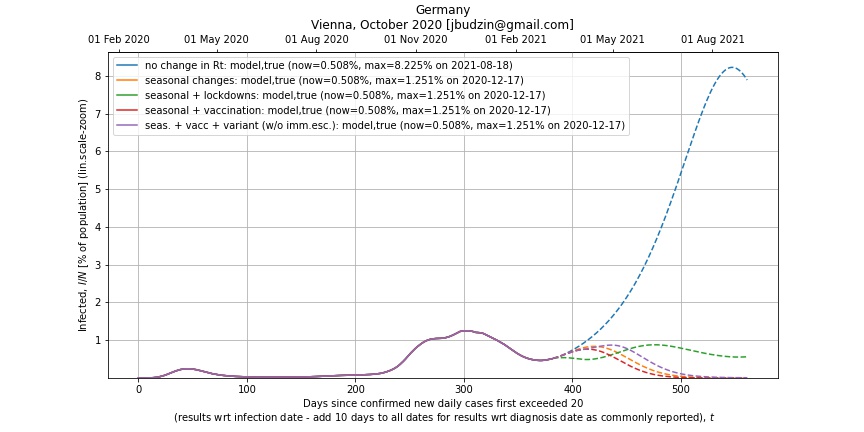 Germany
Vienna, October 2020 [jbudzin@gmail.com]
01 Feb 2020 01 May 2020 01 Aug 2020 01 Nov 2020 01 Feb 2021 01 May 2021 01 Aug 2021
no change in Rt: model,true (now=0.508%, max=8.225% on 2021-08-18)
seasonal changes: model,true (now=0.508%, max=1.251% on 2020-12-17)
seasonal + lockdowns: model,true (now=0.508%, max=1.251% on 2020-12-17)
seasonal + vaccination: model,true (now=0.508%, max=1.251% on 2020-12-17)
seas. + vacc + variant (w/o imm.esc.): model,true (now=0.508%, max=1.251% on 2020-12-17)
Infected, I/N [% of population] (lin.scale-zoom)
8
7
6
5
4
3
2
1
0 100 200 300 400 500
Days since confirmed new daily cases first exceeded 20
(results wrt infection date - add 10 days to all dates for results wrt diagnosis date as commonly reported), t